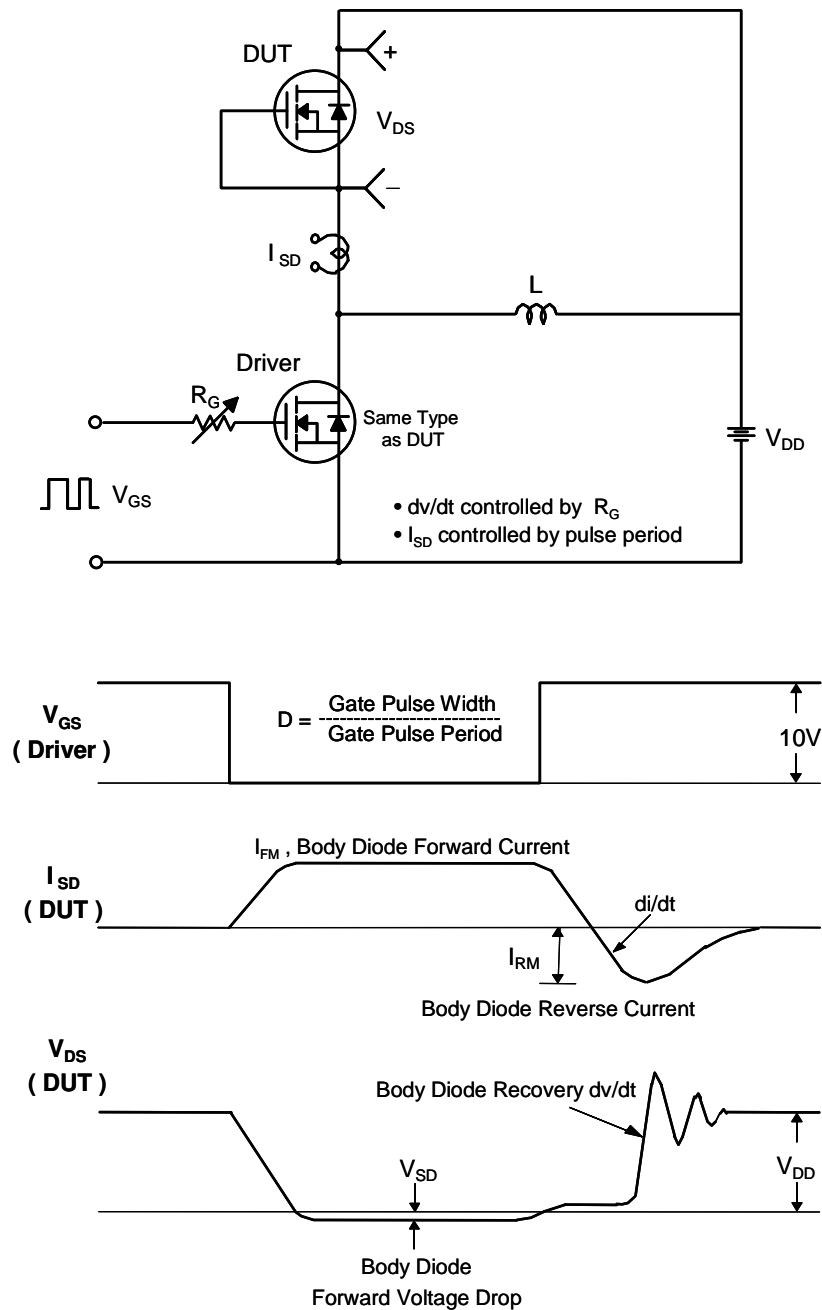 DUT
+
V_DS
−
I_SD
L
Driver
R_G
Same Type
as DUT
V_DD
V_GS
• dv/dt controlled by R_G
• I_SD controlled by pulse period
V_GS
( Driver )
D = Gate Pulse Width
Gate Pulse Period
10V
I_FM , Body Diode Forward Current
I_SD
( DUT )
di/dt
I_RM
Body Diode Reverse Current
V_DS
( DUT )
Body Diode Recovery dv/dt
V_SD
V_DD
Body Diode
Forward Voltage Drop